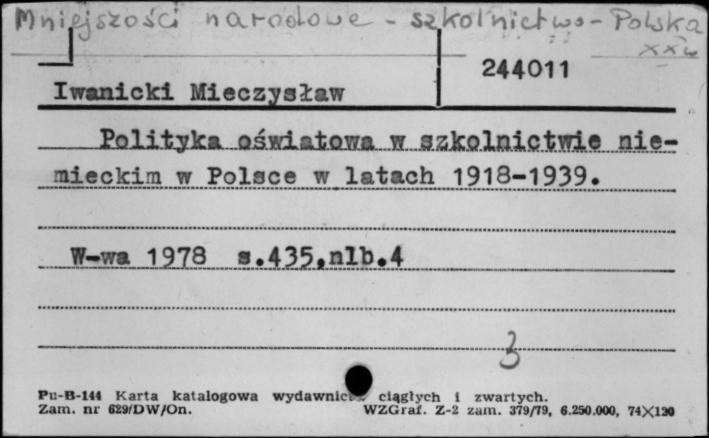 Mniejszości narodowe - szkolnictwo - Polska
XX w
244011
Iwanicki Mieczysław
Polityka oświatowa w szkolnictwie nie-
mieckim w Polsce w latach 1918-1939.
W-wa 1978 s.435,nlb.4
3
Pu-B-144 Karta katalogowa wydawnictw ciągłych i zwartych.
Zam. nr 629/DW/On. WZGraf. Z-2 zam. 379/79, 6.250.000, 74X120